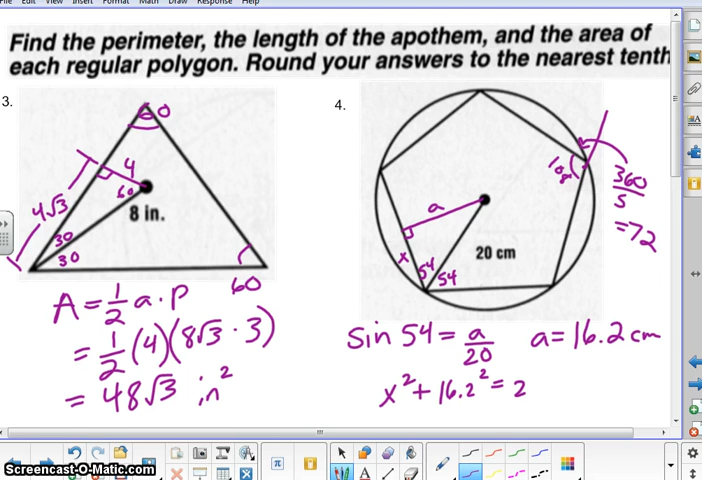 File Edit View Insert Format Math Draw Response Help
Find the perimeter, the length of the apothem, and the area of
each regular polygon. Round your answers to the nearest tenth
3.
60
4
60
4√3
8 in.
30
30
60
A = 1/2 a · p
= 1/2 (4)(8√3 · 3)
= 48√3 in²
4.
108
360/5
= 72
a
20 cm
x
54
54
sin 54 = a/20 a = 16.2 cm
x² + 16.2² = 2
Screencast-O-Matic.com